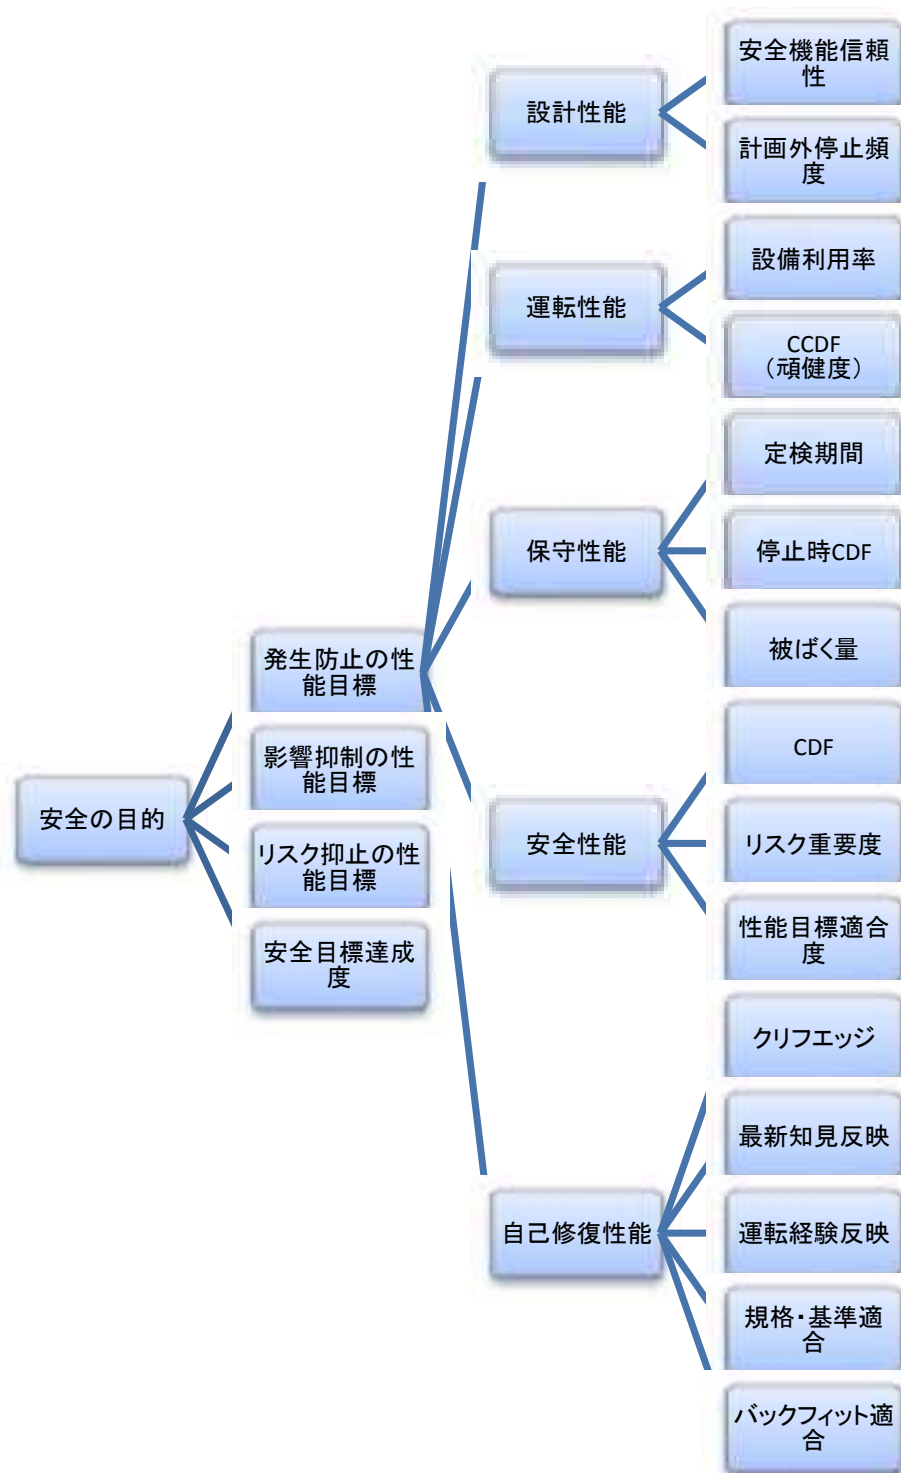 安全の目的
発生防止の性
能目標
影響抑制の性
能目標
リスク抑止の性
能目標
安全目標達成
度
設計性能
運転性能
保守性能
安全性能
自己修復性能
安全機能信頼
性
計画外停止頻
度
設備利用率
CCDF
（頑健度）
定検期間
停止時CDF
被ばく量
CDF
リスク重要度
性能目標適合
度
クリフエッジ
最新知見反映
運転経験反映
規格・基準適
合
バックフィット適
合